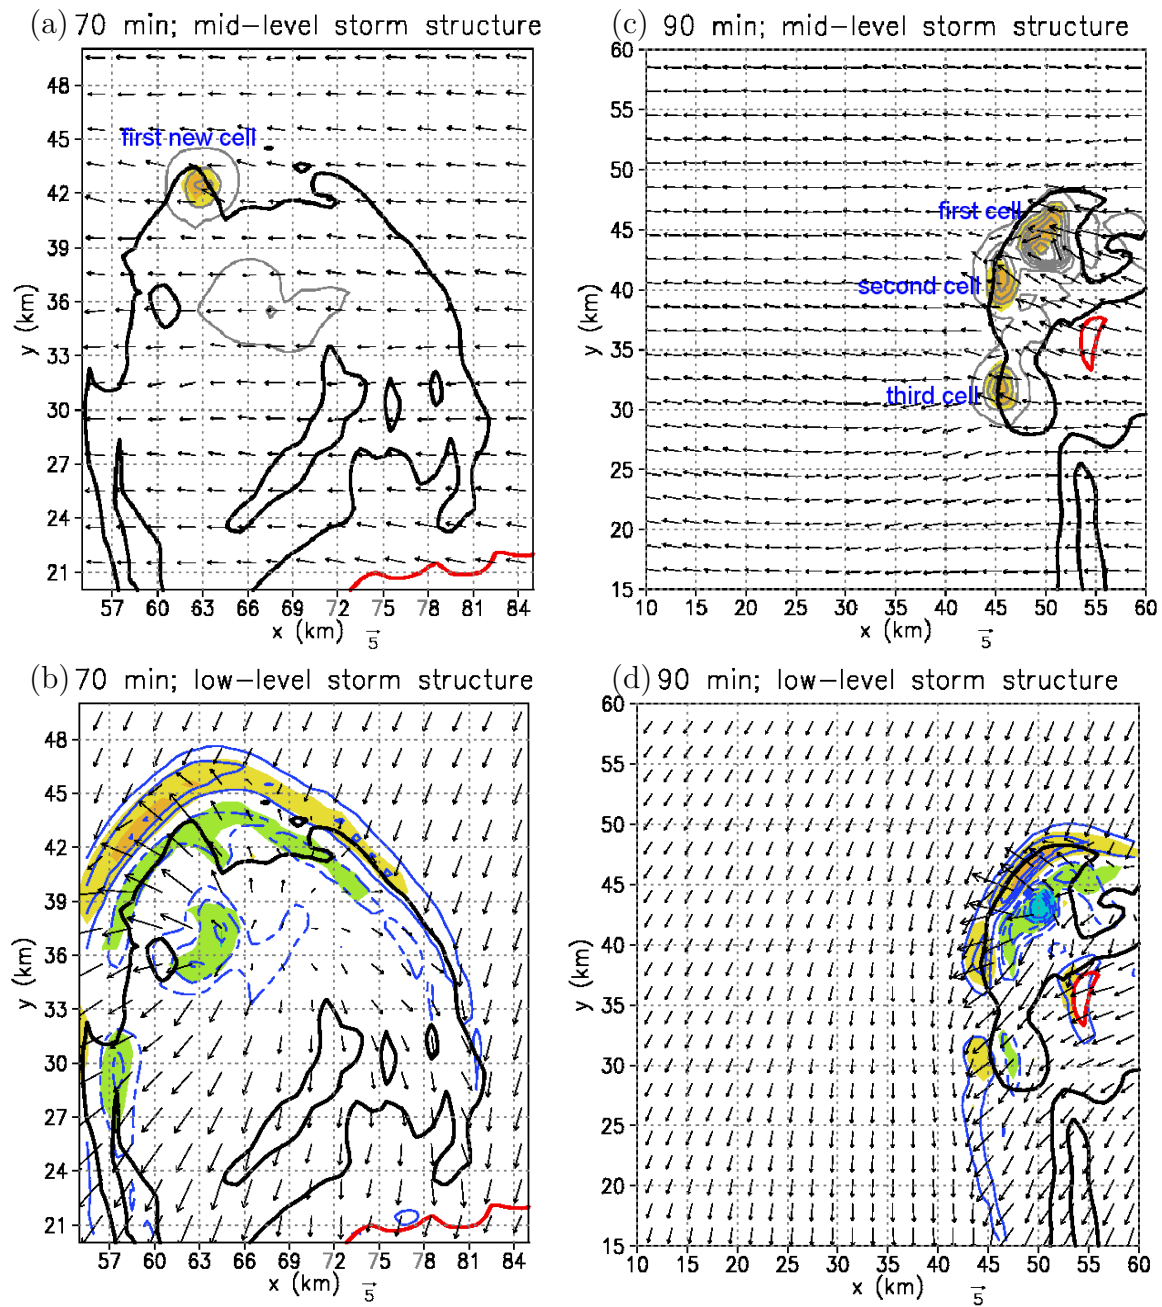 (a) 70 min; mid-level storm structure
48
45
42
39
36
33
30
27
24
21
y (km)
first new cell
57 60 63 66 69 72 75 78 81 84
x (km)
5
(c) 90 min; mid-level storm structure
60
55
50
45
40
35
30
25
20
15
y (km)
first cell
second cell
third cell
10 15 20 25 30 35 40 45 50 55 60
x (km)
5
(b) 70 min; low-level storm structure
48
45
42
39
36
33
30
27
24
21
y (km)
57 60 63 66 69 72 75 78 81 84
x (km)
5
(d) 90 min; low-level storm structure
60
55
50
45
40
35
30
25
20
15
y (km)
10 15 20 25 30 35 40 45 50 55 60
x (km)
5